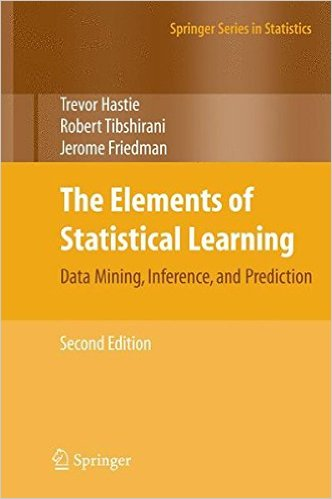 Springer Series in Statistics
Trevor Hastie
Robert Tibshirani
Jerome Friedman
The Elements of
Statistical Learning
Data Mining, Inference, and Prediction
Second Edition
Springer